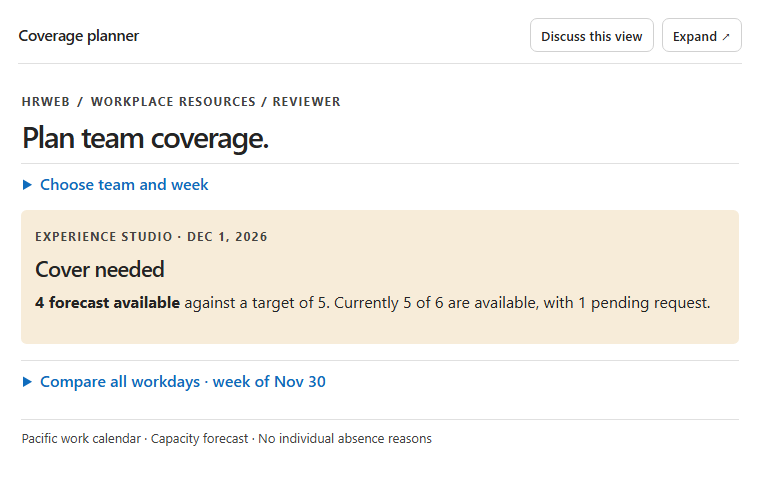 Coverage planner
Discuss this view
Expand ↗
HRWEB / WORKPLACE RESOURCES / REVIEWER
Plan team coverage.
▶ Choose team and week
EXPERIENCE STUDIO · DEC 1, 2026
Cover needed
4 forecast available against a target of 5. Currently 5 of 6 are available, with 1 pending request.
▶ Compare all workdays · week of Nov 30
Pacific work calendar · Capacity forecast · No individual absence reasons